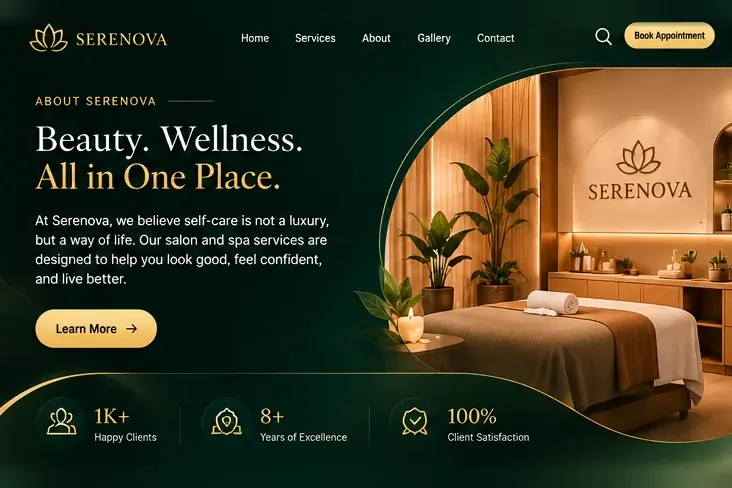 SERENOVA
Home
Services
About
Gallery
Contact
Book Appointment
ABOUT SERENOVA
Beauty. Wellness.
All in One Place.
At Serenova, we believe self-care is not a luxury,
but a way of life. Our salon and spa services are
designed to help you look good, feel confident,
and live better.
Learn More
SERENOVA
1K+
Happy Clients
8+
Years of Excellence
100%
Client Satisfaction